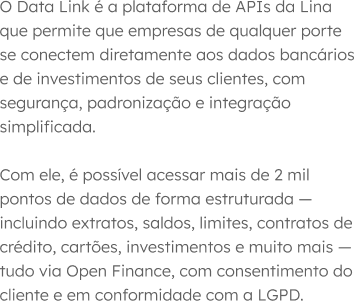 O Data Link é a plataforma de APIs da Lina
que permite que empresas de qualquer porte
se conectem diretamente aos dados bancários
e de investimentos de seus clientes, com
segurança, padronização e integração
simplificada.

Com ele, é possível acessar mais de 2 mil
pontos de dados de forma estruturada —
incluindo extratos, saldos, limites, contratos de
crédito, cartões, investimentos e muito mais —
tudo via Open Finance, com consentimento do
cliente e em conformidade com a LGPD.